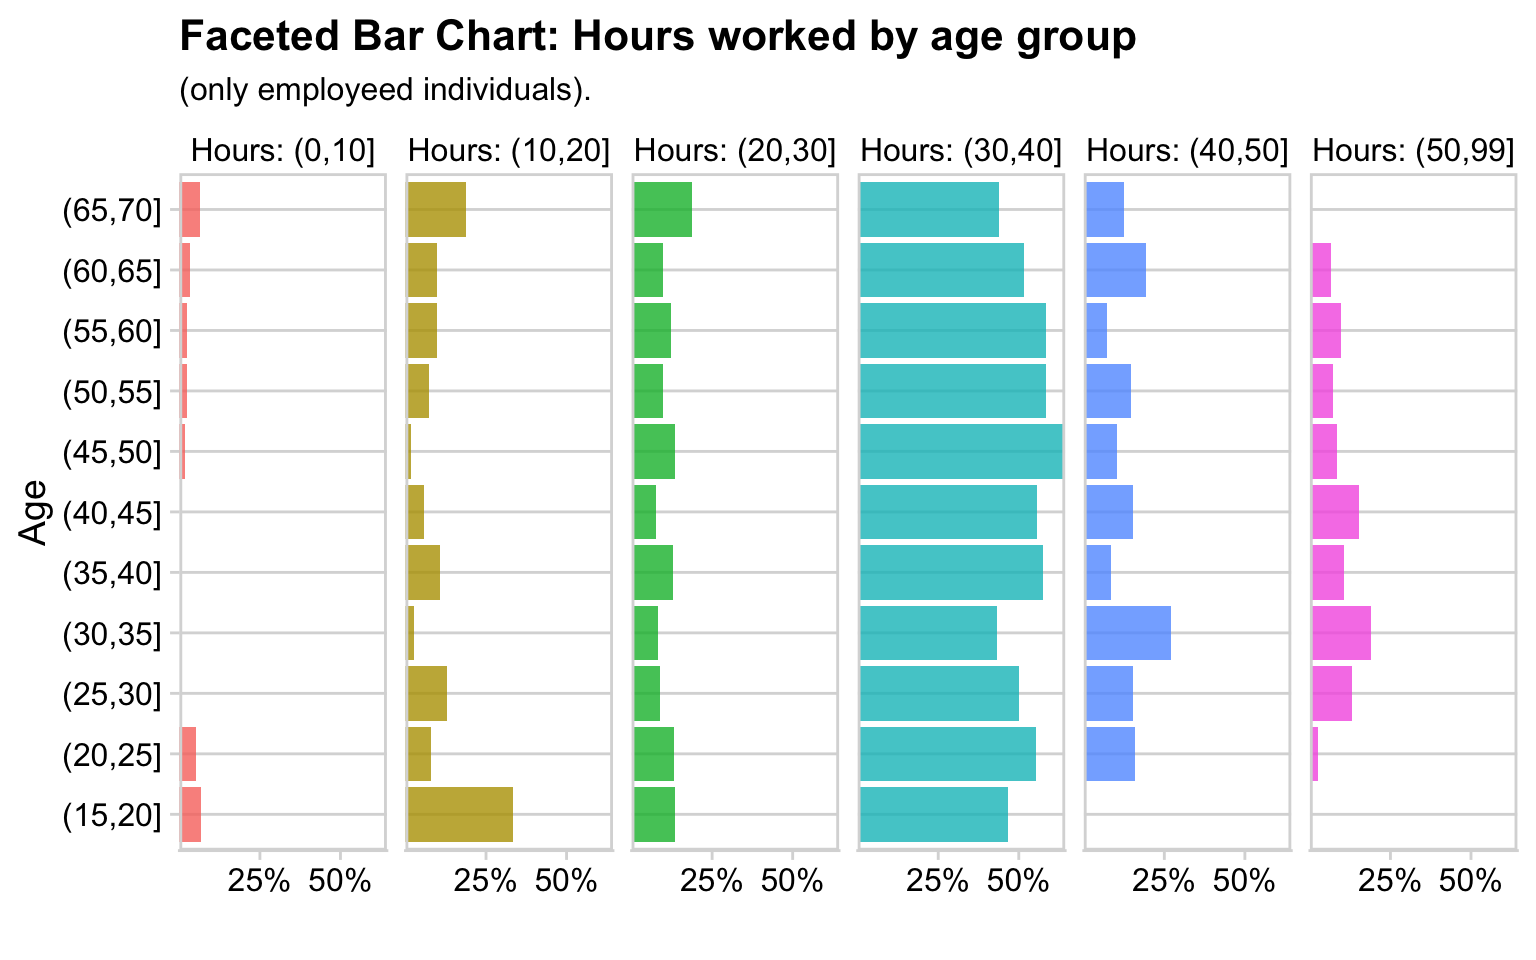 Faceted Bar Chart: Hours worked by age group
(only employeed individuals).
Hours: (0,10] Hours: (10,20] Hours: (20,30] Hours: (30,40] Hours: (40,50] Hours: (50,99]
Age
(65,70]
(60,65]
(55,60]
(50,55]
(45,50]
(40,45]
(35,40]
(30,35]
(25,30]
(20,25]
(15,20]
25% 50% 25% 50% 25% 50% 25% 50% 25% 50% 25% 50%